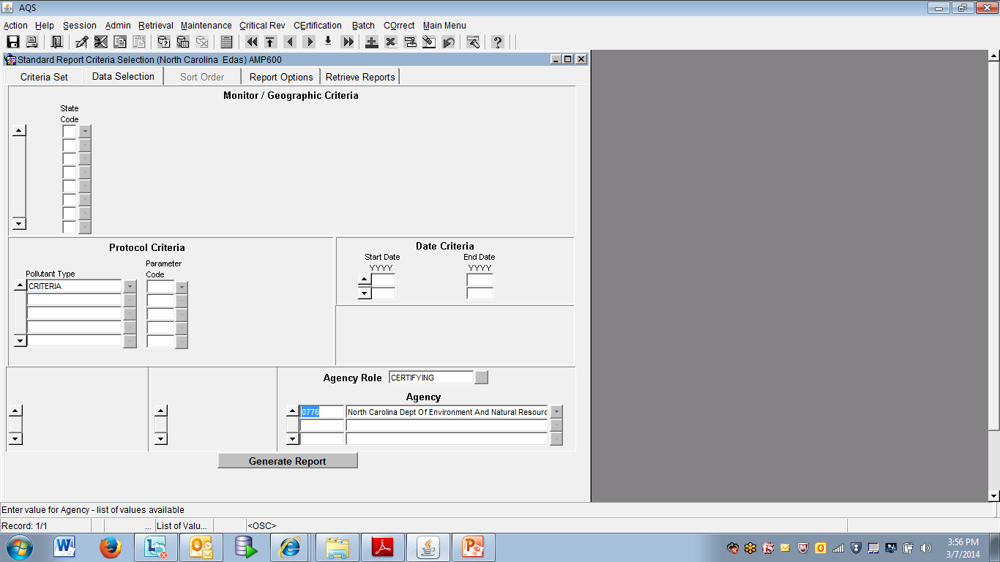 AQS
Action Help Session Admin Retrieval Maintenance Critical Rev CErtification Batch COrrect Main Menu
Standard Report Criteria Selection (North Carolina Edas) AMP600
Criteria Set Data Selection Sort Order Report Options Retrieve Reports
Monitor / Geographic Criteria
State
Code
Protocol Criteria
Parameter
Pollutant Type Code
CRITERIA
Date Criteria
Start Date End Date
YYYY YYYY
Agency Role CERTIFYING
Agency
0776 North Carolina Dept Of Environment And Natural Resourc
Generate Report
Enter value for Agency - list of values available
Record: 1/1 ... List of Valu... <OSC>
3:56 PM
3/7/2014